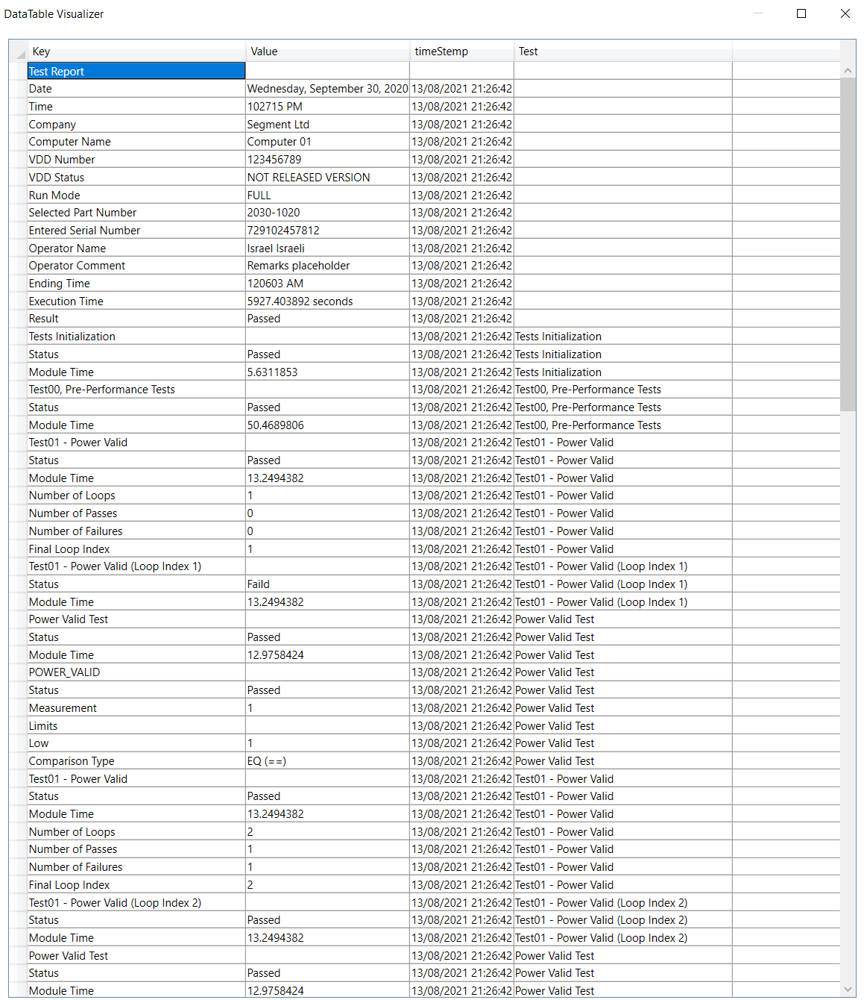 DataTable Visualizer
Key Value timeStemp Test
Test Report
Date Wednesday, September 30, 2020 13/08/2021 21:26:42
Time 102715 PM 13/08/2021 21:26:42
Company Segment Ltd 13/08/2021 21:26:42
Computer Name Computer 01 13/08/2021 21:26:42
VDD Number 123456789 13/08/2021 21:26:42
VDD Status NOT RELEASED VERSION 13/08/2021 21:26:42
Run Mode FULL 13/08/2021 21:26:42
Selected Part Number 2030-1020 13/08/2021 21:26:42
Entered Serial Number 729102457812 13/08/2021 21:26:42
Operator Name Israel Israeli 13/08/2021 21:26:42
Operator Comment Remarks placeholder 13/08/2021 21:26:42
Ending Time 120603 AM 13/08/2021 21:26:42
Execution Time 5927.403892 seconds 13/08/2021 21:26:42
Result Passed 13/08/2021 21:26:42
Tests Initialization 13/08/2021 21:26:42 Tests Initialization
Status Passed 13/08/2021 21:26:42 Tests Initialization
Module Time 5.6311853 13/08/2021 21:26:42 Tests Initialization
Test00, Pre-Performance Tests 13/08/2021 21:26:42 Test00, Pre-Performance Tests
Status Passed 13/08/2021 21:26:42 Test00, Pre-Performance Tests
Module Time 50.4689806 13/08/2021 21:26:42 Test00, Pre-Performance Tests
Test01 - Power Valid 13/08/2021 21:26:42 Test01 - Power Valid
Status Passed 13/08/2021 21:26:42 Test01 - Power Valid
Module Time 13.2494382 13/08/2021 21:26:42 Test01 - Power Valid
Number of Loops 1 13/08/2021 21:26:42 Test01 - Power Valid
Number of Passes 0 13/08/2021 21:26:42 Test01 - Power Valid
Number of Failures 0 13/08/2021 21:26:42 Test01 - Power Valid
Final Loop Index 1 13/08/2021 21:26:42 Test01 - Power Valid
Test01 - Power Valid (Loop Index 1) 13/08/2021 21:26:42 Test01 - Power Valid (Loop Index 1)
Status Faild 13/08/2021 21:26:42 Test01 - Power Valid (Loop Index 1)
Module Time 13.2494382 13/08/2021 21:26:42 Test01 - Power Valid (Loop Index 1)
Power Valid Test 13/08/2021 21:26:42 Power Valid Test
Status Passed 13/08/2021 21:26:42 Power Valid Test
Module Time 12.9758424 13/08/2021 21:26:42 Power Valid Test
POWER_VALID 13/08/2021 21:26:42 Power Valid Test
Status Passed 13/08/2021 21:26:42 Power Valid Test
Measurement 1 13/08/2021 21:26:42 Power Valid Test
Limits 13/08/2021 21:26:42 Power Valid Test
Low 1 13/08/2021 21:26:42 Power Valid Test
Comparison Type EQ (==) 13/08/2021 21:26:42 Power Valid Test
Test01 - Power Valid 13/08/2021 21:26:42 Test01 - Power Valid
Status Passed 13/08/2021 21:26:42 Test01 - Power Valid
Module Time 13.2494382 13/08/2021 21:26:42 Test01 - Power Valid
Number of Loops 2 13/08/2021 21:26:42 Test01 - Power Valid
Number of Passes 1 13/08/2021 21:26:42 Test01 - Power Valid
Number of Failures 1 13/08/2021 21:26:42 Test01 - Power Valid
Final Loop Index 2 13/08/2021 21:26:42 Test01 - Power Valid
Test01 - Power Valid (Loop Index 2) 13/08/2021 21:26:42 Test01 - Power Valid (Loop Index 2)
Status Passed 13/08/2021 21:26:42 Test01 - Power Valid (Loop Index 2)
Module Time 13.2494382 13/08/2021 21:26:42 Test01 - Power Valid (Loop Index 2)
Power Valid Test 13/08/2021 21:26:42 Power Valid Test
Status Passed 13/08/2021 21:26:42 Power Valid Test
Module Time 12.9758424 13/08/2021 21:26:42 Power Valid Test